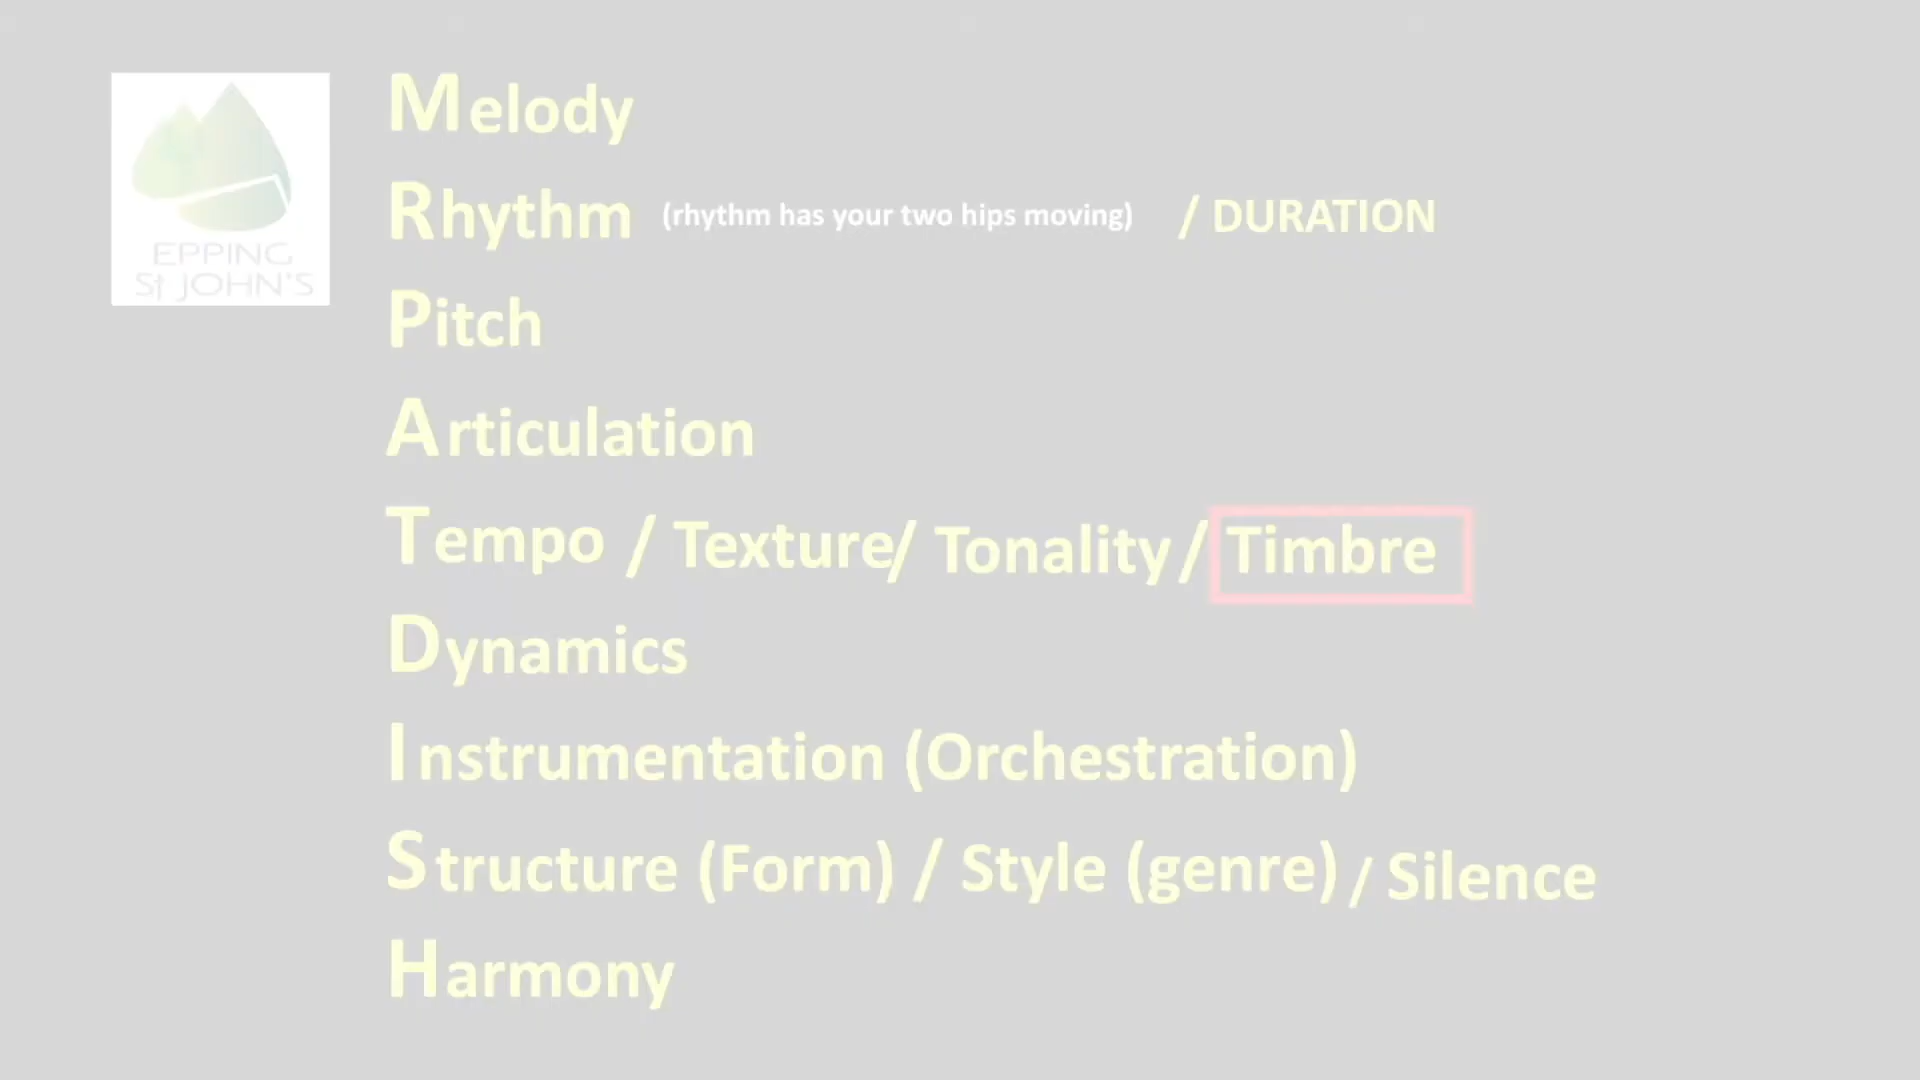 EPPING
St JOHN'S
Melody
Rhythm (rhythm has your two hips moving) / DURATION
Pitch
Articulation
Tempo / Texture/ Tonality/ Timbre
Dynamics
Instrumentation (Orchestration)
Structure (Form) / Style (genre) / Silence
Harmony